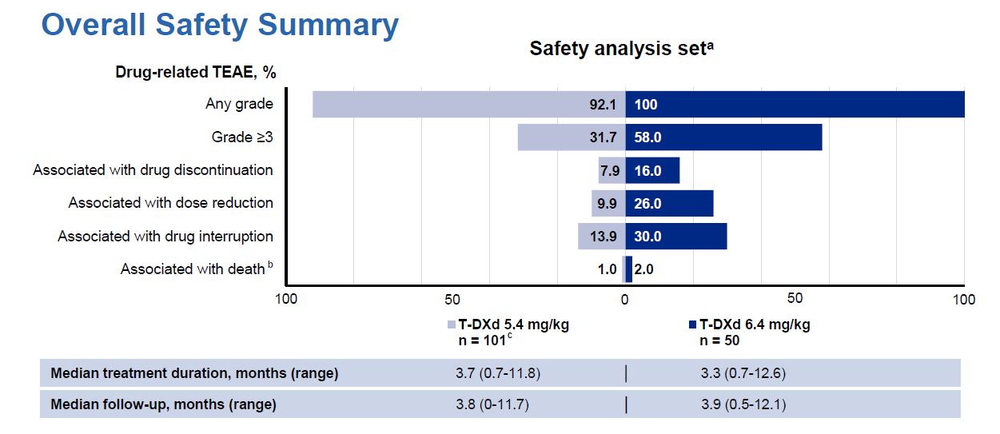 Overall Safety Summary
Safety analysis setᵃ
Drug-related TEAE, %
Any grade 92.1 100
Grade ≥3 31.7 58.0
Associated with drug discontinuation 7.9 16.0
Associated with dose reduction 9.9 26.0
Associated with drug interruption 13.9 30.0
Associated with death ᵇ 1.0 2.0
100 50 0 50 100
T-DXd 5.4 mg/kg T-DXd 6.4 mg/kg
n = 101ᶜ n = 50
Median treatment duration, months (range) 3.7 (0.7-11.8) | 3.3 (0.7-12.6)
Median follow-up, months (range) 3.8 (0-11.7) | 3.9 (0.5-12.1)